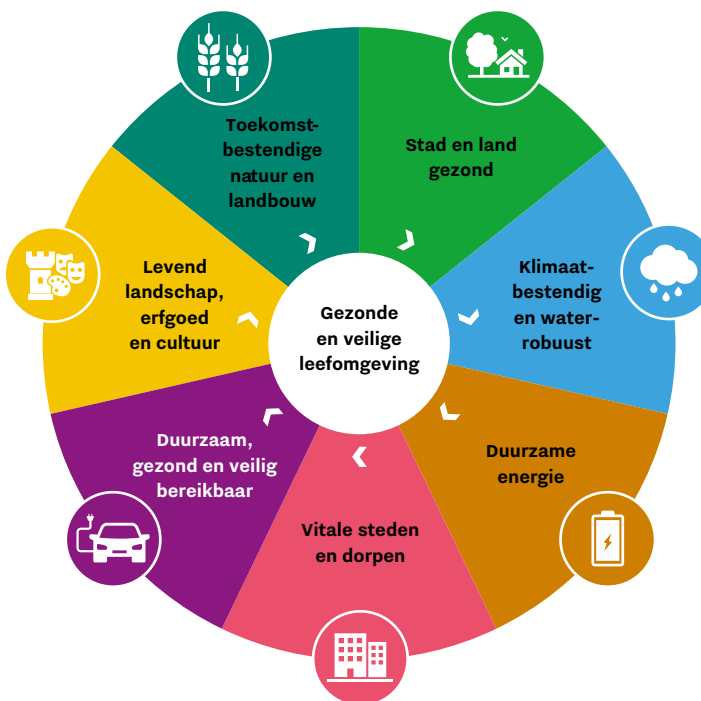 Toekomst-
bestendige
natuur en
landbouw
Stad en land
gezond
Klimaat-
bestendig
en water-
robuust
Duurzame
energie
Vitale steden
en dorpen
Duurzaam,
gezond en veilig
bereikbaar
Levend
landschap,
erfgoed
en cultuur
Gezonde
en veilige
leefomgeving